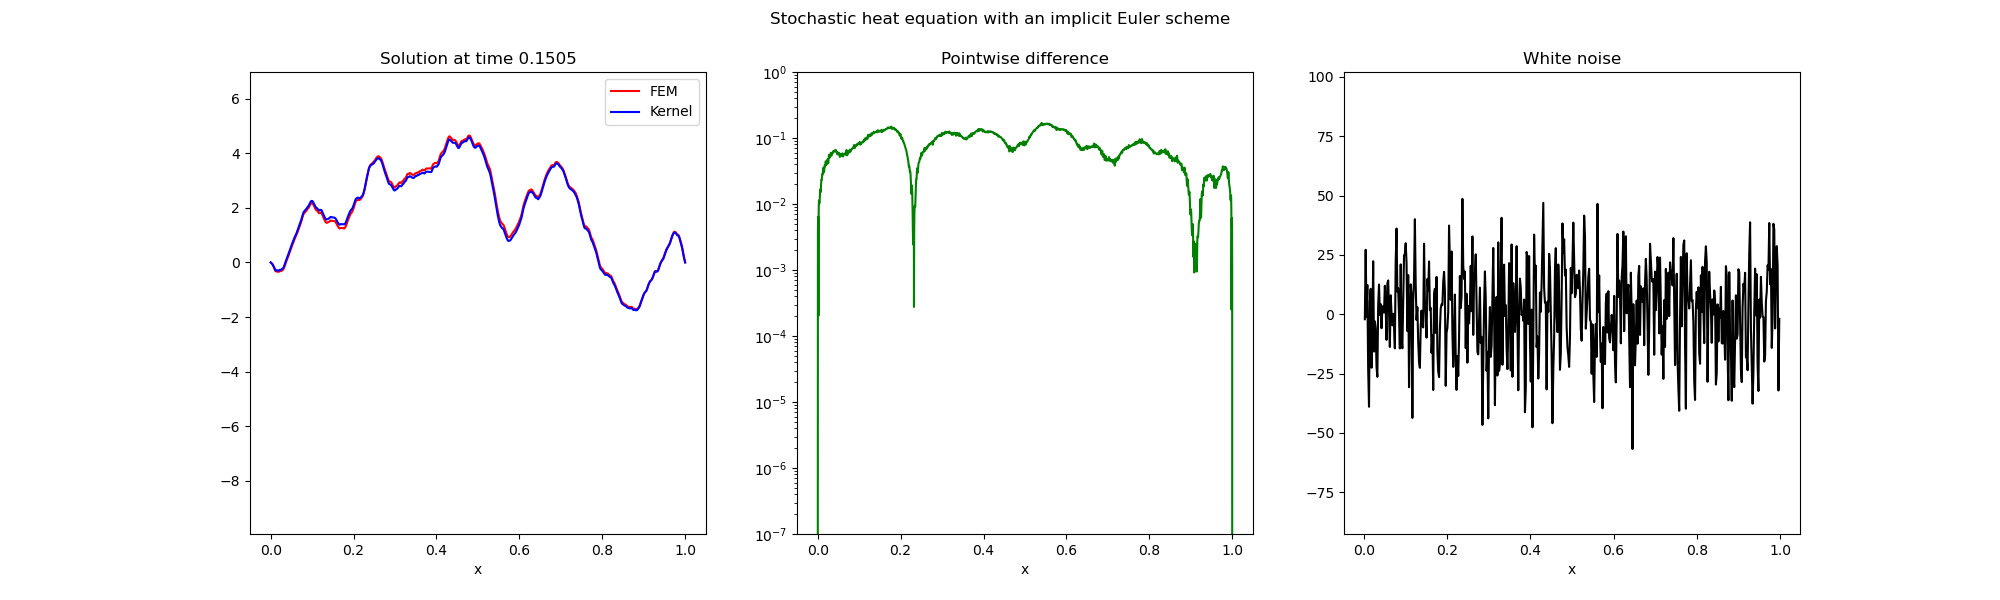 Stochastic heat equation with an implicit Euler scheme
Solution at time 0.1505
FEM
Kernel
6
4
2
0
−2
−4
−6
−8
0.0 0.2 0.4 0.6 0.8 1.0
x
Pointwise difference
10⁰
10⁻¹
10⁻²
10⁻³
10⁻⁴
10⁻⁵
10⁻⁶
10⁻⁷
0.0 0.2 0.4 0.6 0.8 1.0
x
White noise
100
75
50
25
0
−25
−50
−75
0.0 0.2 0.4 0.6 0.8 1.0
x